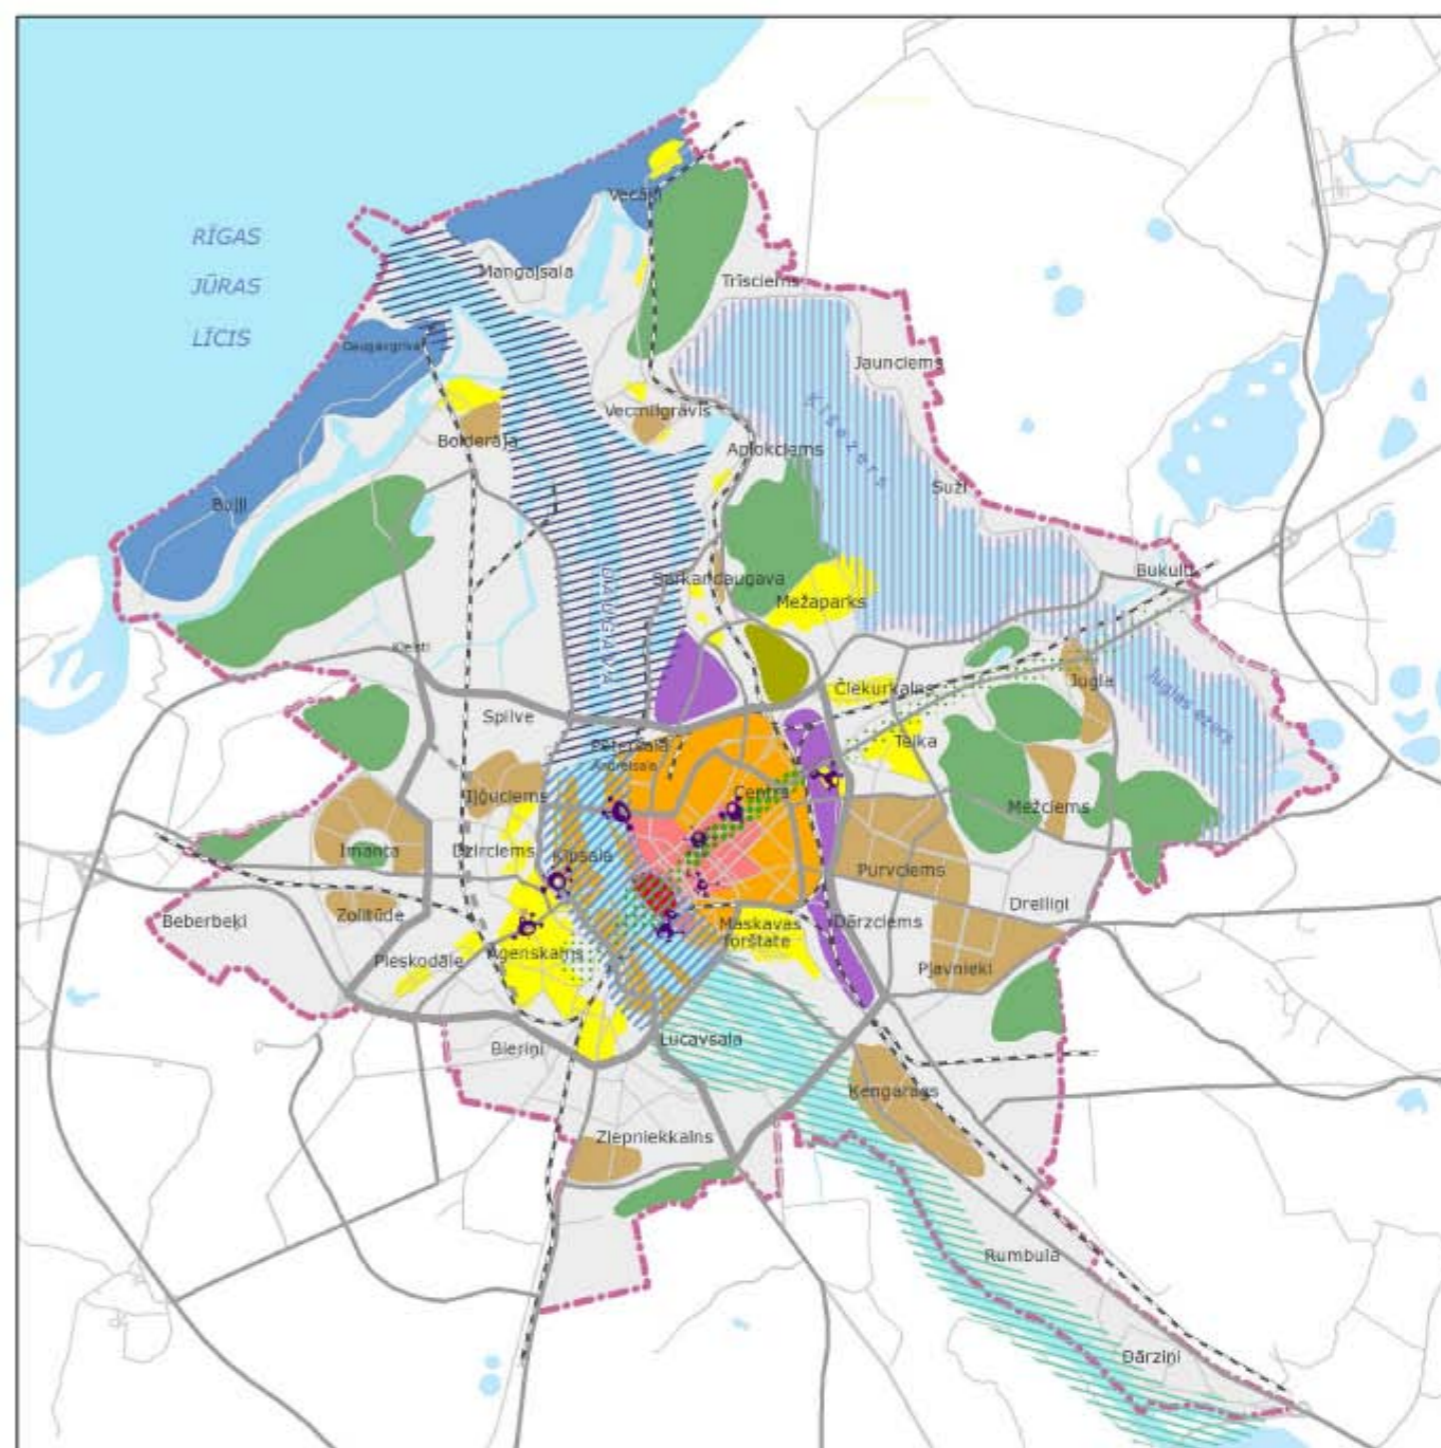 Vecāķi
RĪGAS
JŪRAS
LĪCIS
Mangaļsala
Trīsciems
Daugavgrīva
Jaunciems
Vecmīlgrāvis
Ķīšezers
Bolderāja
Aplokciems
Suži
Buļļi
Bukulti
Sarkandaugava
Mežaparks
DAUGAVA
Kleisti
Čiekurkalns
Jugla
Juglas ezers
Spilve
Pētersala
Andrejsala
Teika
Iļģuciems
Centrs
Mežciems
Imanta
Dzirciems
Ķīpsala
Purvciems
Zolitūde
Dreiliņi
Beberbeķi
Maskavas
forštate
Dārzciems
Pleskodāle
Āgenskalns
Pļavnieki
Bieriņi
Lucavsala
Ķengarags
Ziepniekkalns
Rumbula
Dārziņi